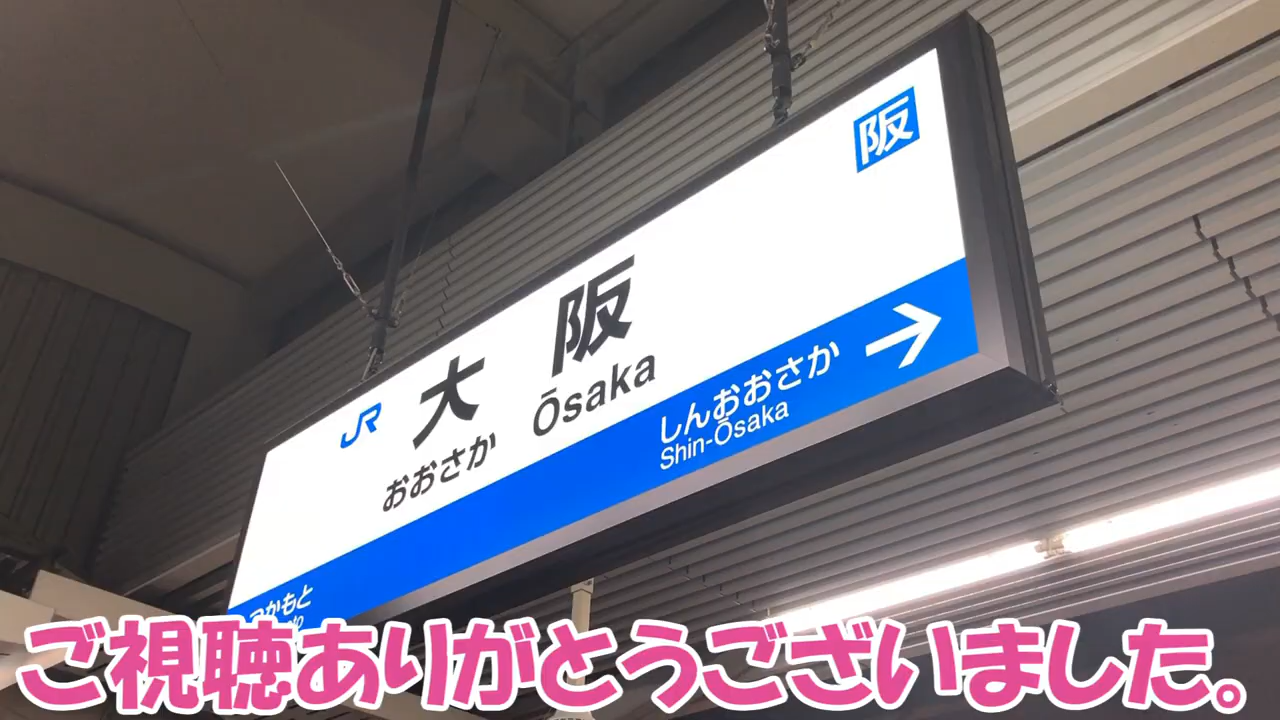 阪
JR
大阪
おおさか
Ōsaka
しんおおさか
Shin-Ōsaka
ご視聴ありがとうございました。